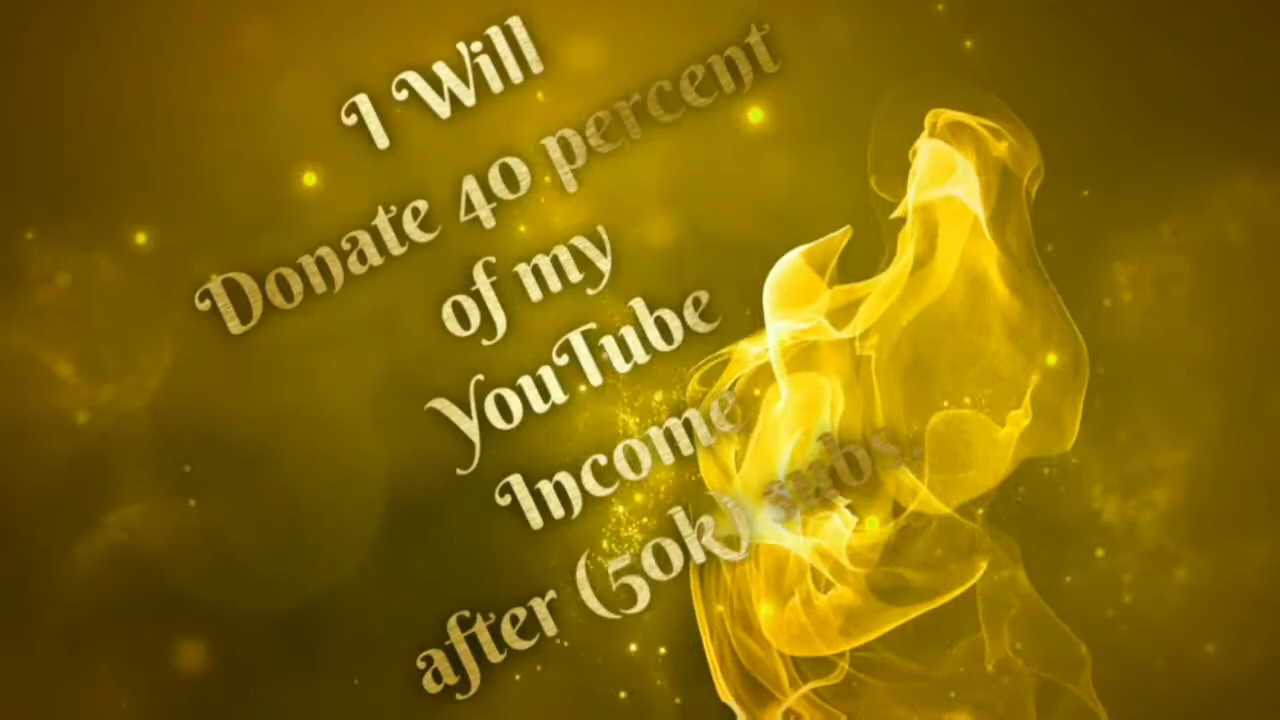 I Will
Donate 40 percent
of my
YouTube
Income
after (50k) subs.